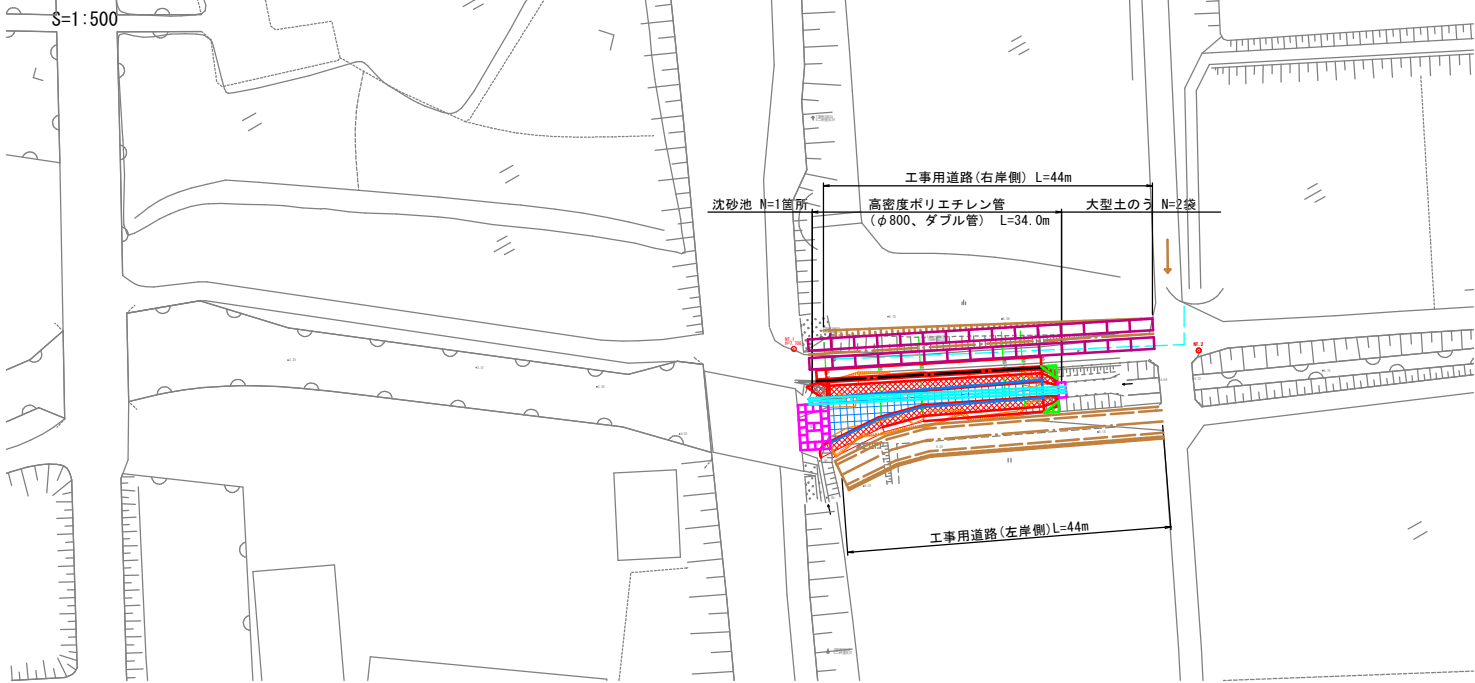 S=1:500
工事用道路(右岸側) L=44m
沈砂池 N=1箇所
高密度ポリエチレン管
(φ800、ダブル管) L=34.0m
大型土のう N=2袋
工事用道路(左岸側)L=44m